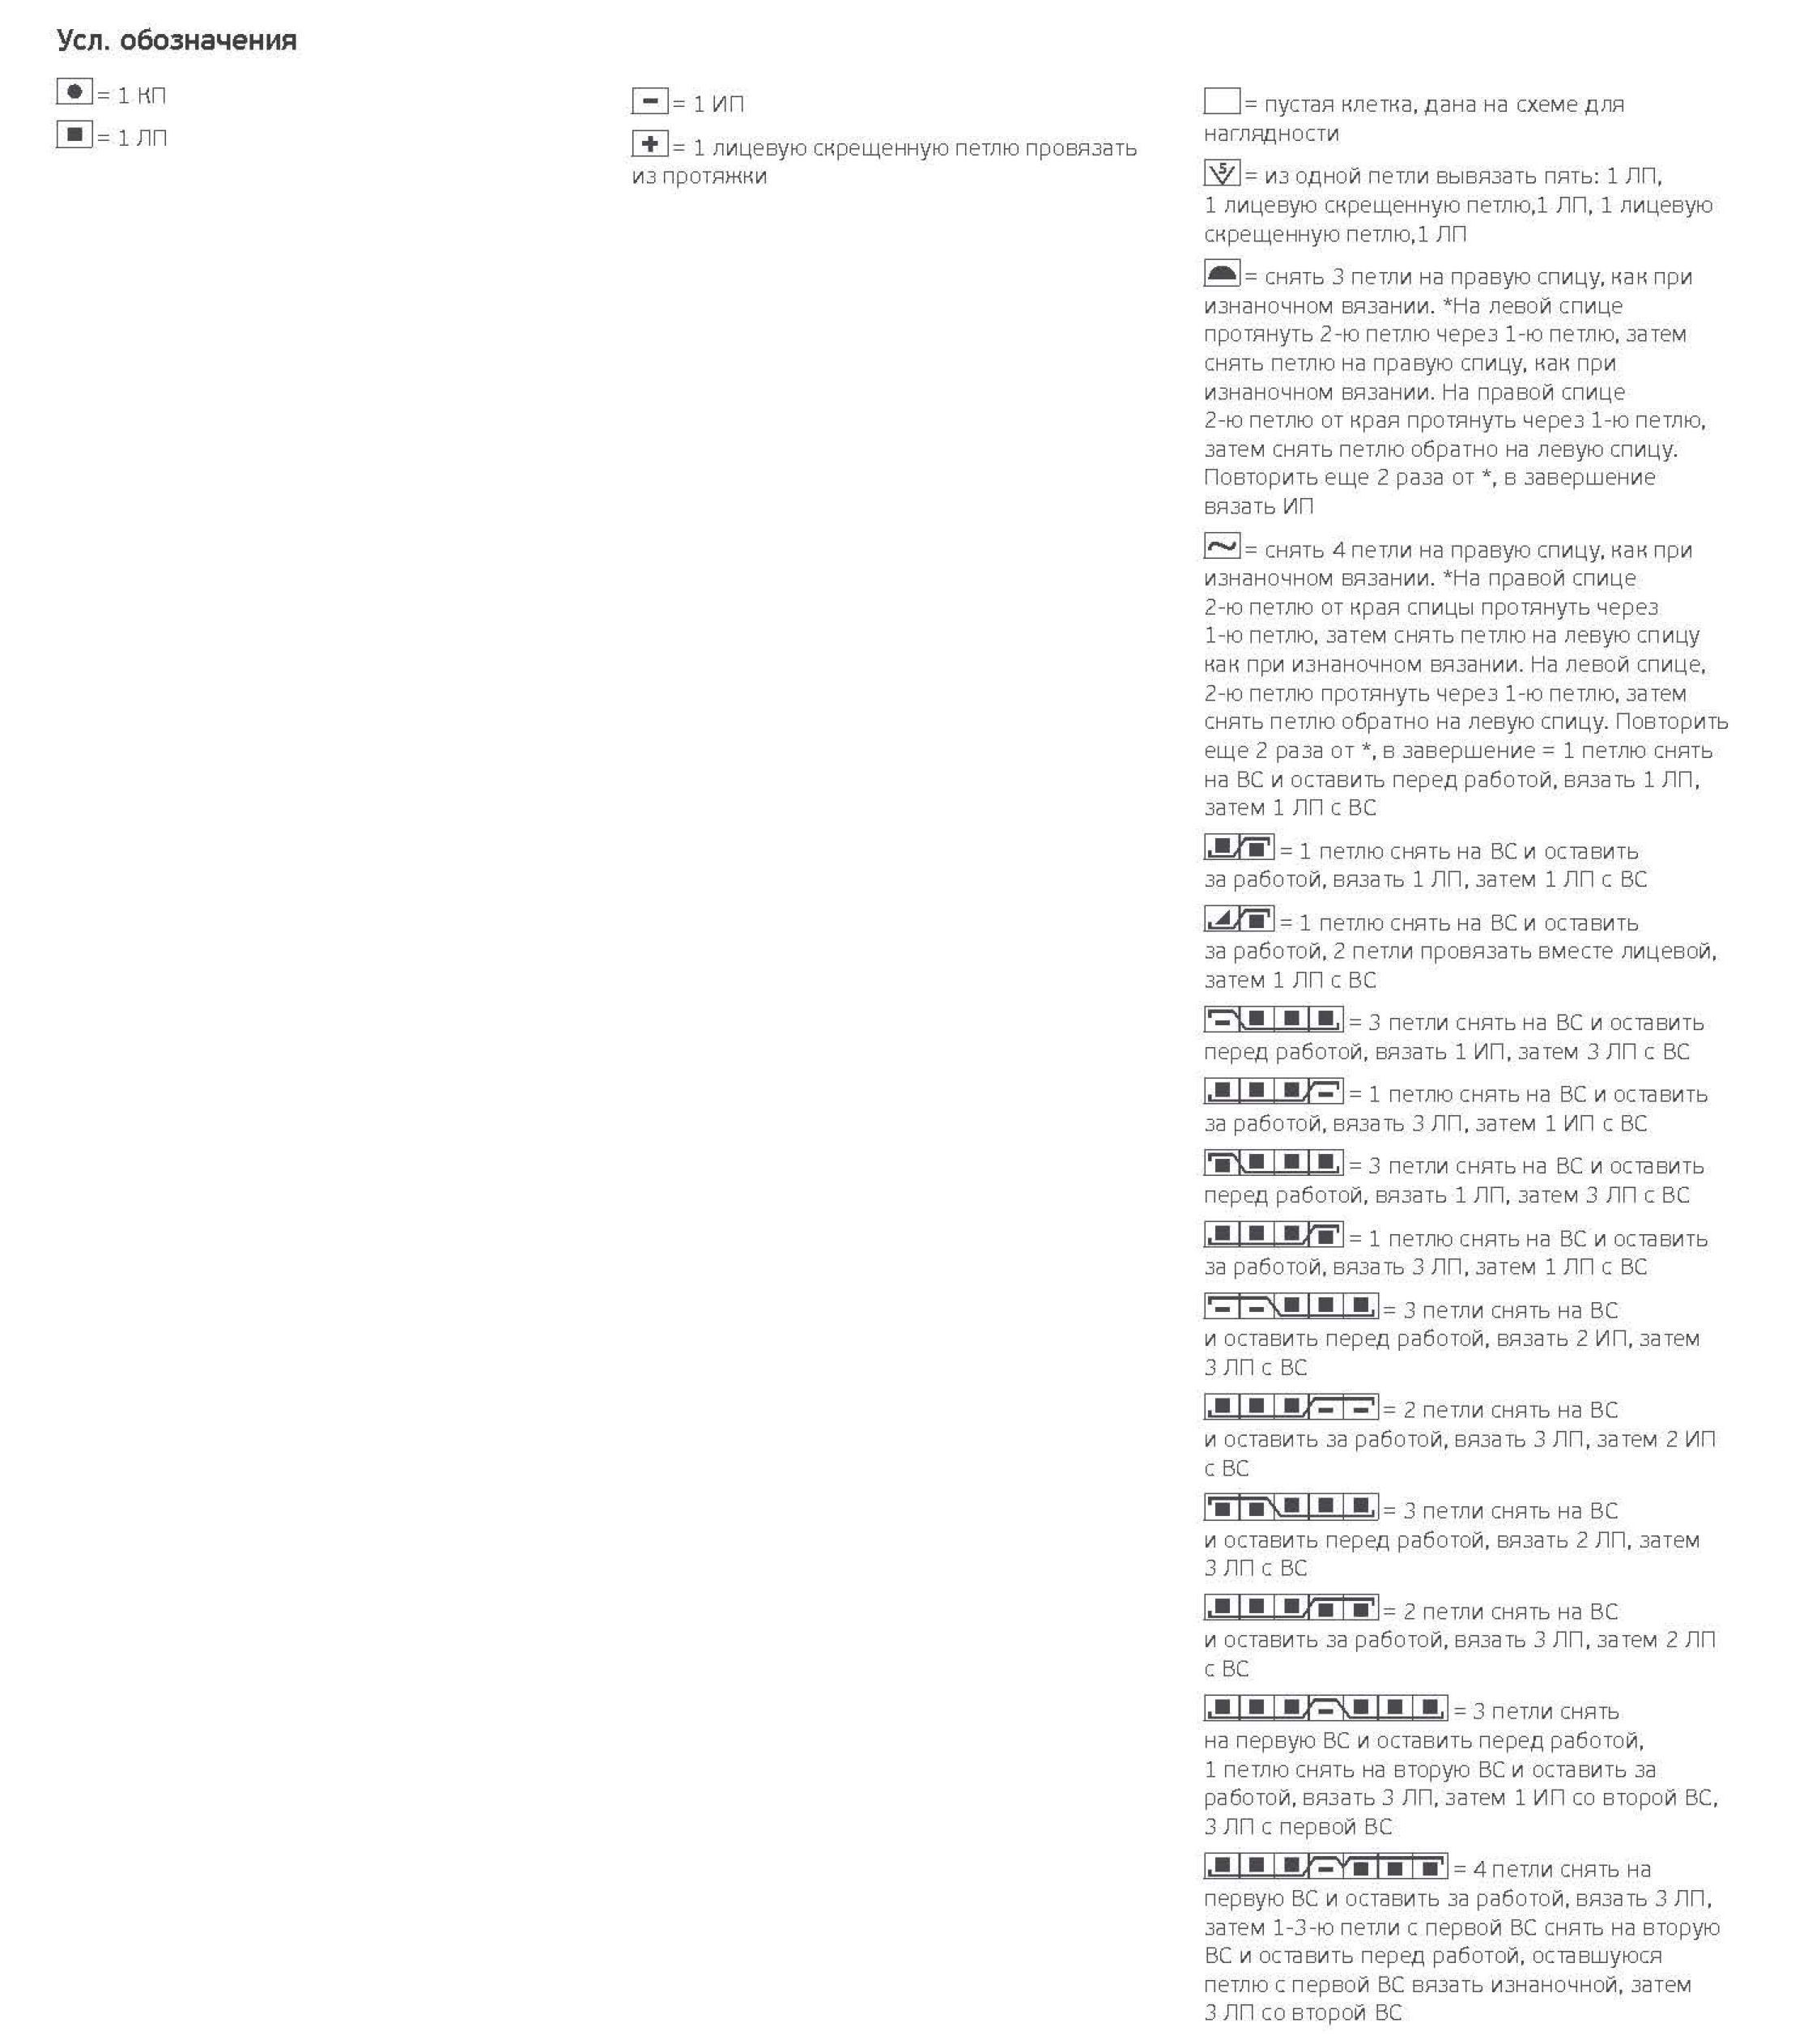 Усл. обозначения
= 1 КП
= 1 ЛП
= 1 ИП
= 1 лицевую скрещенную петлю провязать
из протяжки
= пустая клетка, дана на схеме для
наглядности
5
= из одной петли вывязать пять: 1 ЛП,
1 лицевую скрещенную петлю,1 ЛП, 1 лицевую
скрещенную петлю,1 ЛП
= снять 3 петли на правую спицу, как при
изнаночном вязании. *На левой спице
протянуть 2-ю петлю через 1-ю петлю, затем
снять петлю на правую спицу, как при
изнаночном вязании. На правой спице
2-ю петлю от края протянуть через 1-ю петлю,
затем снять петлю обратно на левую спицу.
Повторить еще 2 раза от *, в завершение
вязать ИП
= снять 4 петли на правую спицу, как при
изнаночном вязании. *На правой спице
2-ю петлю от края спицы протянуть через
1-ю петлю, затем снять петлю на левую спицу
как при изнаночном вязании. На левой спице,
2-ю петлю протянуть через 1-ю петлю, затем
снять петлю обратно на левую спицу. Повторить
еще 2 раза от *, в завершение = 1 петлю снять
на ВС и оставить перед работой, вязать 1 ЛП,
затем 1 ЛП с ВС
= 1 петлю снять на ВС и оставить
за работой, вязать 1 ЛП, затем 1 ЛП с ВС
= 1 петлю снять на ВС и оставить
за работой, 2 петли провязать вместе лицевой,
затем 1 ЛП с ВС
= 3 петли снять на ВС и оставить
перед работой, вязать 1 ИП, затем 3 ЛП с ВС
= 1 петлю снять на ВС и оставить
за работой, вязать 3 ЛП, затем 1 ИП с ВС
= 3 петли снять на ВС и оставить
перед работой, вязать 1 ЛП, затем 3 ЛП с ВС
= 1 петлю снять на ВС и оставить
за работой, вязать 3 ЛП, затем 1 ЛП с ВС
= 3 петли снять на ВС
и оставить перед работой, вязать 2 ИП, затем
3 ЛП с ВС
= 2 петли снять на ВС
и оставить за работой, вязать 3 ЛП, затем 2 ИП
с ВС
= 3 петли снять на ВС
и оставить перед работой, вязать 2 ЛП, затем
3 ЛП с ВС
= 2 петли снять на ВС
и оставить за работой, вязать 3 ЛП, затем 2 ЛП
с ВС
= 3 петли снять
на первую ВС и оставить перед работой,
1 петлю снять на вторую ВС и оставить за
работой, вязать 3 ЛП, затем 1 ИП со второй ВС,
3 ЛП с первой ВС
= 4 петли снять на
первую ВС и оставить за работой, вязать 3 ЛП,
затем 1-3-ю петли с первой ВС снять на вторую
ВС и оставить перед работой, оставшуюся
петлю с первой ВС вязать изнаночной, затем
3 ЛП со второй ВС